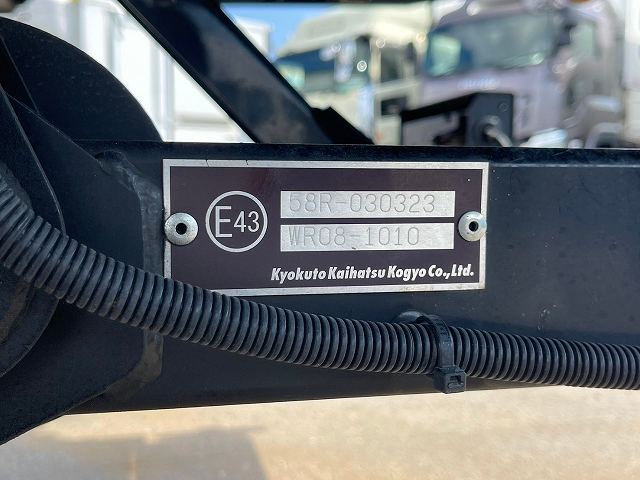 E43
58R-030323
WR08-1010
Kyokuto Kaihatsu Kogyo Co., Ltd.